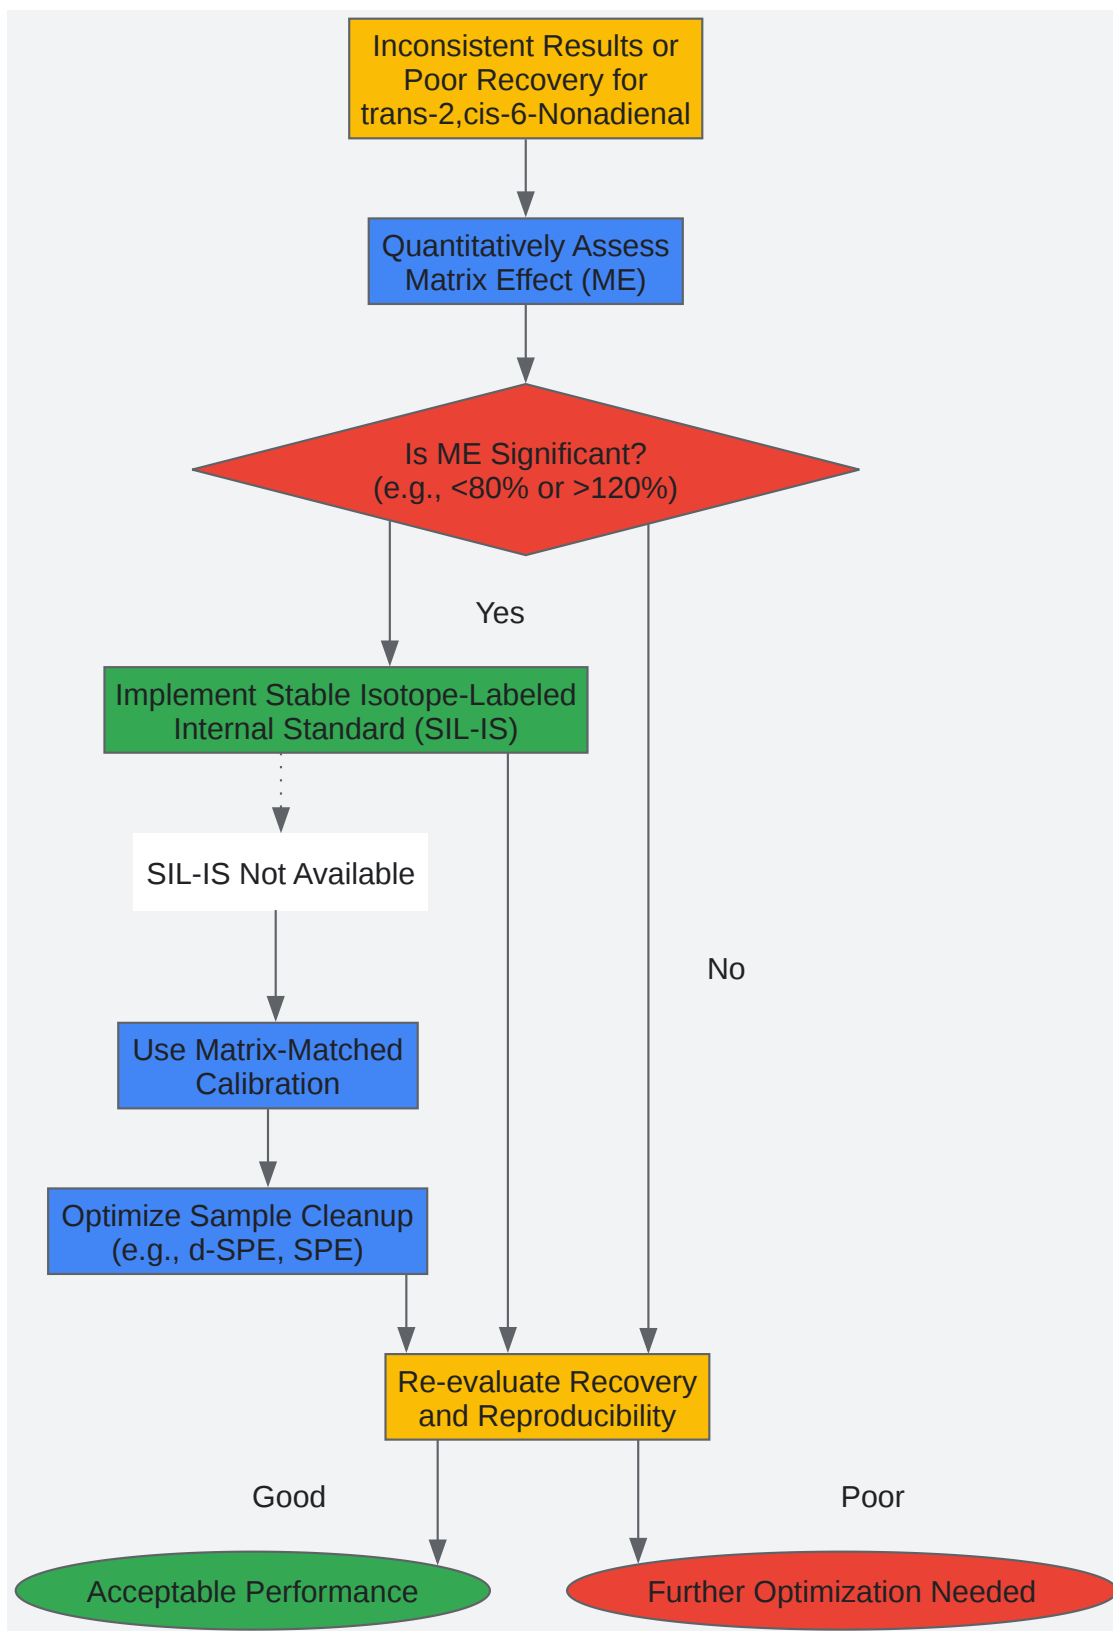 Inconsistent Results or
Poor Recovery for
trans-2,cis-6-Nonadienal
Quantitatively Assess
Matrix Effect (ME)
Is ME Significant?
(e.g., <80% or >120%)
Yes
Implement Stable Isotope-Labeled
Internal Standard (SIL-IS)
SIL-IS Not Available
No
Use Matrix-Matched
Calibration
Optimize Sample Cleanup
(e.g., d-SPE, SPE)
Re-evaluate Recovery
and Reproducibility
Good
Poor
Acceptable Performance
Further Optimization Needed